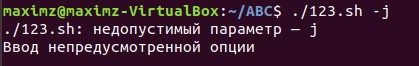 maximz@maximz-VirtualBox:~/ABC$ ./123.sh -j
./123.sh: недопустимый параметр — j
Ввод непредусмотренной опции